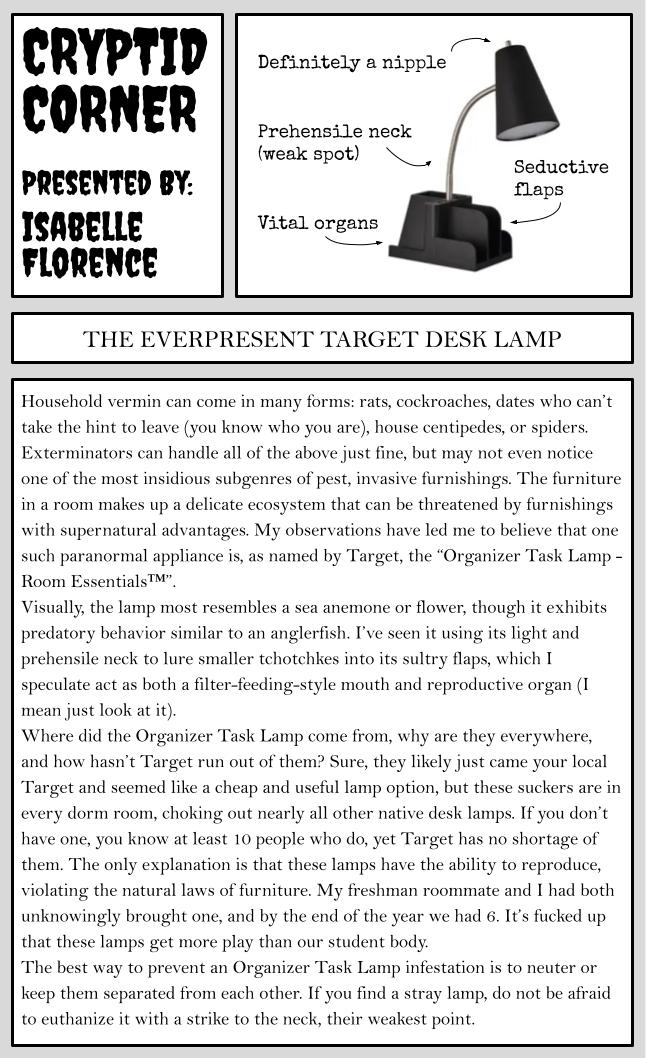 CRYPTID
CORNER
PRESENTED BY:
ISABELLE
FLORENCE
Definitely a nipple
Prehensile neck
(weak spot)
Seductive
flaps
Vital organs
THE EVERPRESENT TARGET DESK LAMP
Household vermin can come in many forms: rats, cockroaches, dates who can't
take the hint to leave (you know who you are), house centipedes, or spiders.
Exterminators can handle all of the above just fine, but may not even notice
one of the most insidious subgenres of pest, invasive furnishings. The furniture
in a room makes up a delicate ecosystem that can be threatened by furnishings
with supernatural advantages. My observations have led me to believe that one
such paranormal appliance is, as named by Target, the “Organizer Task Lamp -
Room Essentials™”.
Visually, the lamp most resembles a sea anemone or flower, though it exhibits
predatory behavior similar to an anglerfish. I've seen it using its light and
prehensile neck to lure smaller tchotchkes into its sultry flaps, which I
speculate act as both a filter-feeding-style mouth and reproductive organ (I
mean just look at it).
Where did the Organizer Task Lamp come from, why are they everywhere,
and how hasn't Target run out of them? Sure, they likely just came your local
Target and seemed like a cheap and useful lamp option, but these suckers are in
every dorm room, choking out nearly all other native desk lamps. If you don't
have one, you know at least 10 people who do, yet Target has no shortage of
them. The only explanation is that these lamps have the ability to reproduce,
violating the natural laws of furniture. My freshman roommate and I had both
unknowingly brought one, and by the end of the year we had 6. It's fucked up
that these lamps get more play than our student body.
The best way to prevent an Organizer Task Lamp infestation is to neuter or
keep them separated from each other. If you find a stray lamp, do not be afraid
to euthanize it with a strike to the neck, their weakest point.